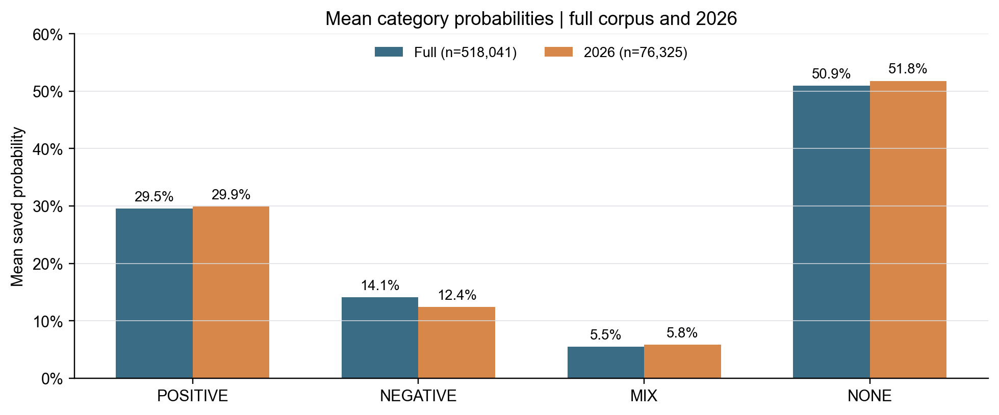 Mean category probabilities | full corpus and 2026
Full (n=518,041)
2026 (n=76,325)
Mean saved probability
60%
50%
40%
30%
20%
10%
0%
29.5%
29.9%
14.1%
12.4%
5.5%
5.8%
50.9%
51.8%
POSITIVE
NEGATIVE
MIX
NONE